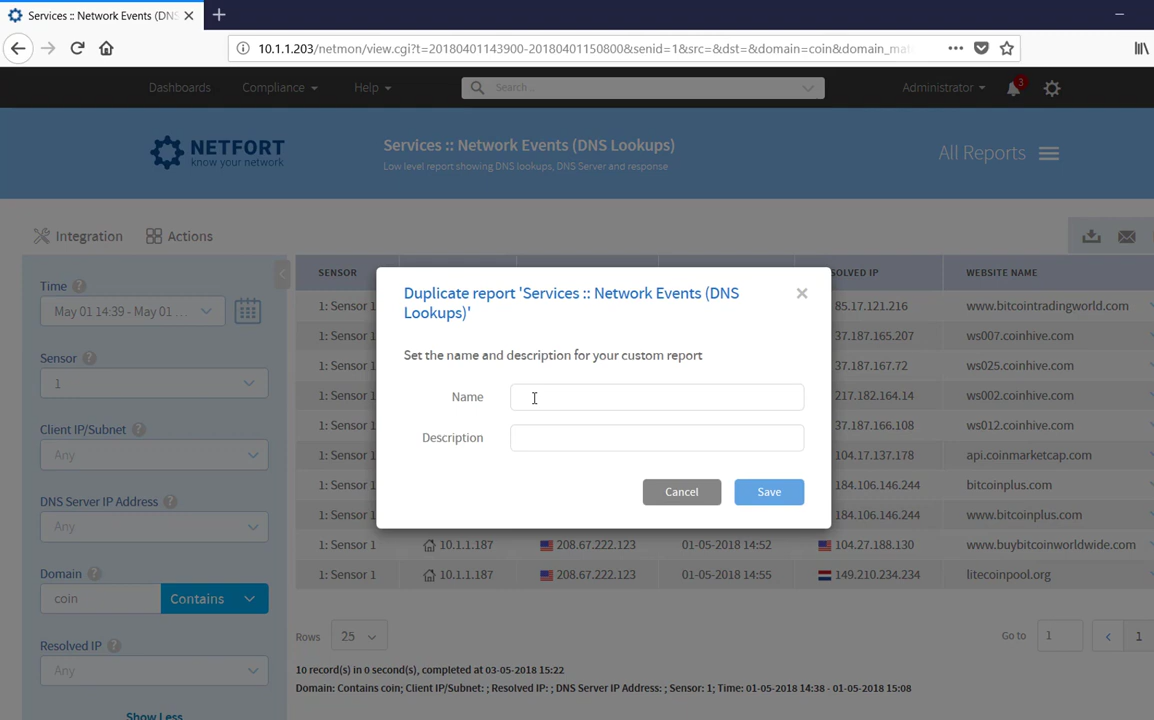 Services :: Network Events (DNS
10.1.1.203/netmon/view.cgi?t=20180401143900-20180401150800&senid=1&src=&dst=&domain=coin&domain_mat
Dashboards Compliance Help Search.. Administrator 3
NETFORT
know your network
Services :: Network Events (DNS Lookups)
Low level report showing DNS lookups, DNS Server and response
All Reports
Integration Actions
Time ?
May 01 14:39 - May 01 ...
Sensor ?
1
Client IP/Subnet ?
Any
DNS Server IP Address ?
Any
Domain ?
coin Contains
Resolved IP ?
Any
Show Less
SENSOR SOLVED IP WEBSITE NAME
1: Sensor 1 85.17.121.216 www.bitcointradingworld.com
1: Sensor 1 37.187.165.207 ws007.coinhive.com
1: Sensor 1 37.187.167.72 ws025.coinhive.com
1: Sensor 1 217.182.164.14 ws002.coinhive.com
1: Sensor 1 37.187.166.108 ws012.coinhive.com
1: Sensor 1 104.17.137.178 api.coinmarketcap.com
1: Sensor 1 184.106.146.244 bitcoinplus.com
1: Sensor 1 184.106.146.244 www.bitcoinplus.com
1: Sensor 1 10.1.1.187 208.67.222.123 01-05-2018 14:52 104.27.188.130 www.buybitcoinworldwide.com
1: Sensor 1 10.1.1.187 208.67.222.123 01-05-2018 14:55 149.210.234.234 litecoinpool.org
Duplicate report 'Services :: Network Events (DNS
Lookups)'
Set the name and description for your custom report
Name
Description
Cancel Save
Rows 25 Go to 1 1
10 record(s) in 0 second(s), completed at 03-05-2018 15:22
Domain: Contains coin; Client IP/Subnet: ; Resolved IP: ; DNS Server IP Address: ; Sensor: 1; Time: 01-05-2018 14:38 - 01-05-2018 15:08